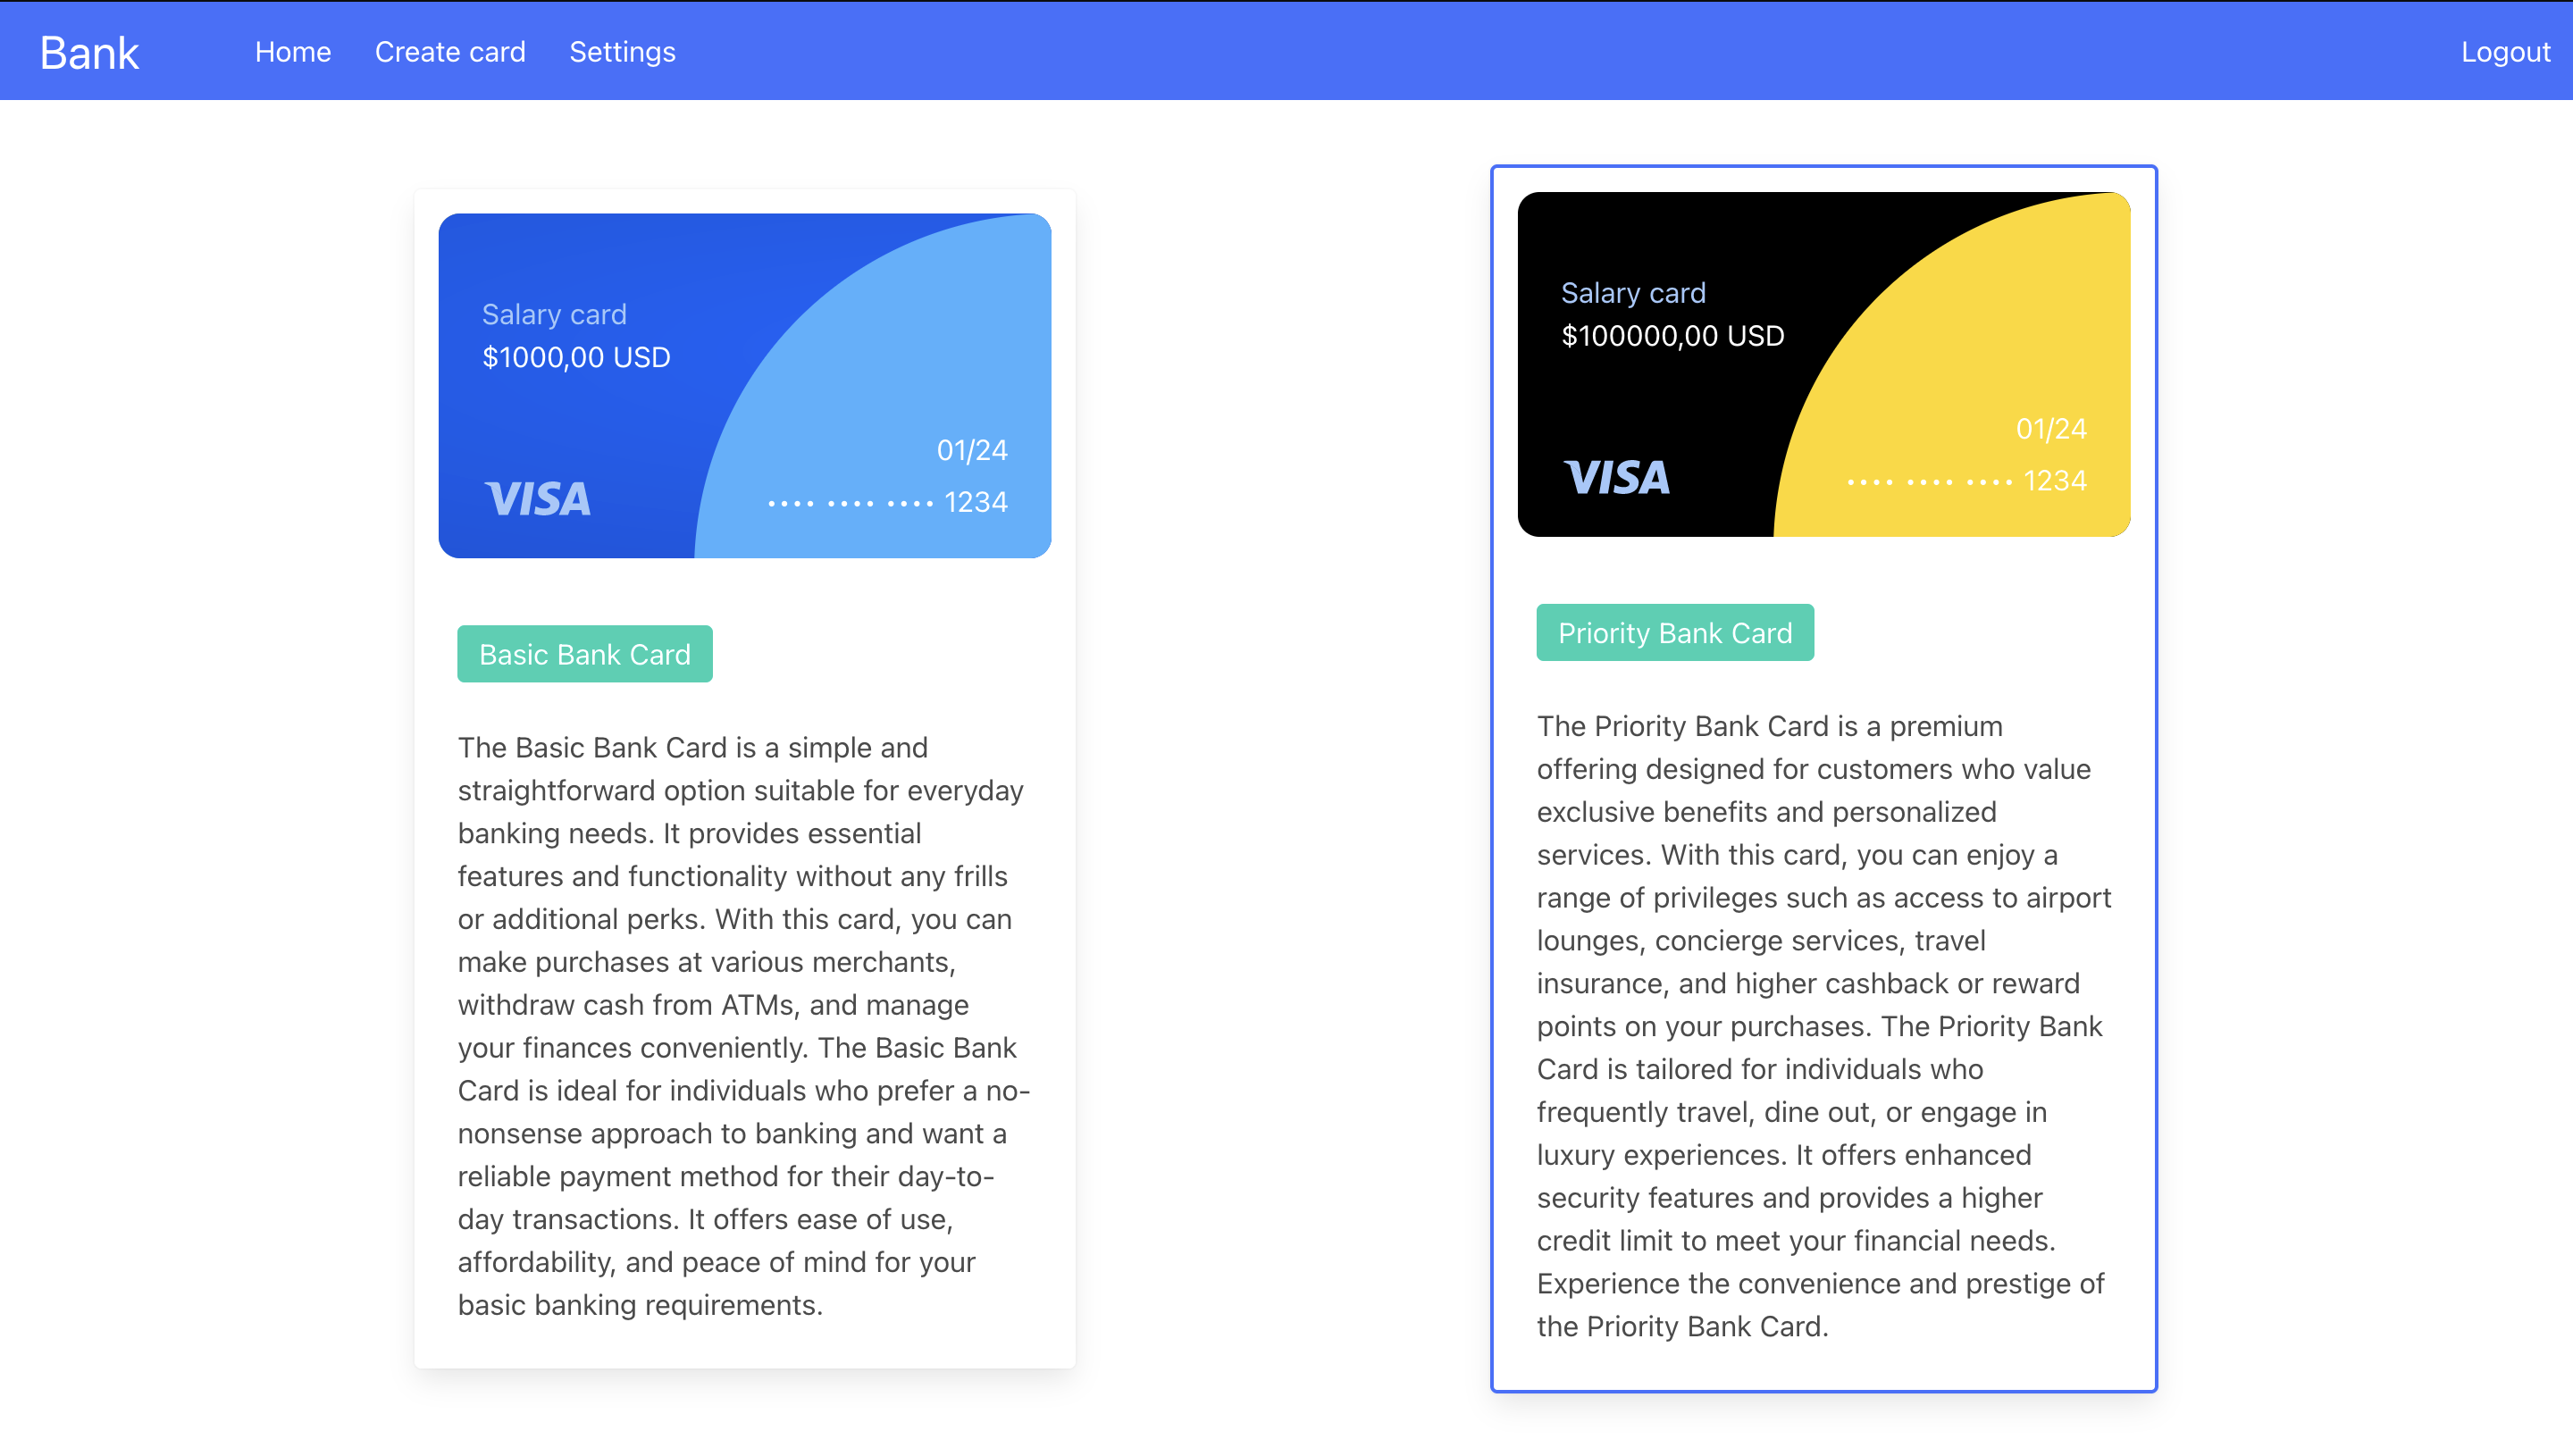 Bank
Home
Create card
Settings
Logout
Salary card
$1000,00 USD
01/24
VISA
•••• •••• •••• 1234
Basic Bank Card
The Basic Bank Card is a simple and
straightforward option suitable for everyday
banking needs. It provides essential
features and functionality without any frills
or additional perks. With this card, you can
make purchases at various merchants,
withdraw cash from ATMs, and manage
your finances conveniently. The Basic Bank
Card is ideal for individuals who prefer a no-
nonsense approach to banking and want a
reliable payment method for their day-to-
day transactions. It offers ease of use,
affordability, and peace of mind for your
basic banking requirements.
Salary card
$100000,00 USD
01/24
VISA
•••• •••• •••• 1234
Priority Bank Card
The Priority Bank Card is a premium
offering designed for customers who value
exclusive benefits and personalized
services. With this card, you can enjoy a
range of privileges such as access to airport
lounges, concierge services, travel
insurance, and higher cashback or reward
points on your purchases. The Priority Bank
Card is tailored for individuals who
frequently travel, dine out, or engage in
luxury experiences. It offers enhanced
security features and provides a higher
credit limit to meet your financial needs.
Experience the convenience and prestige of
the Priority Bank Card.